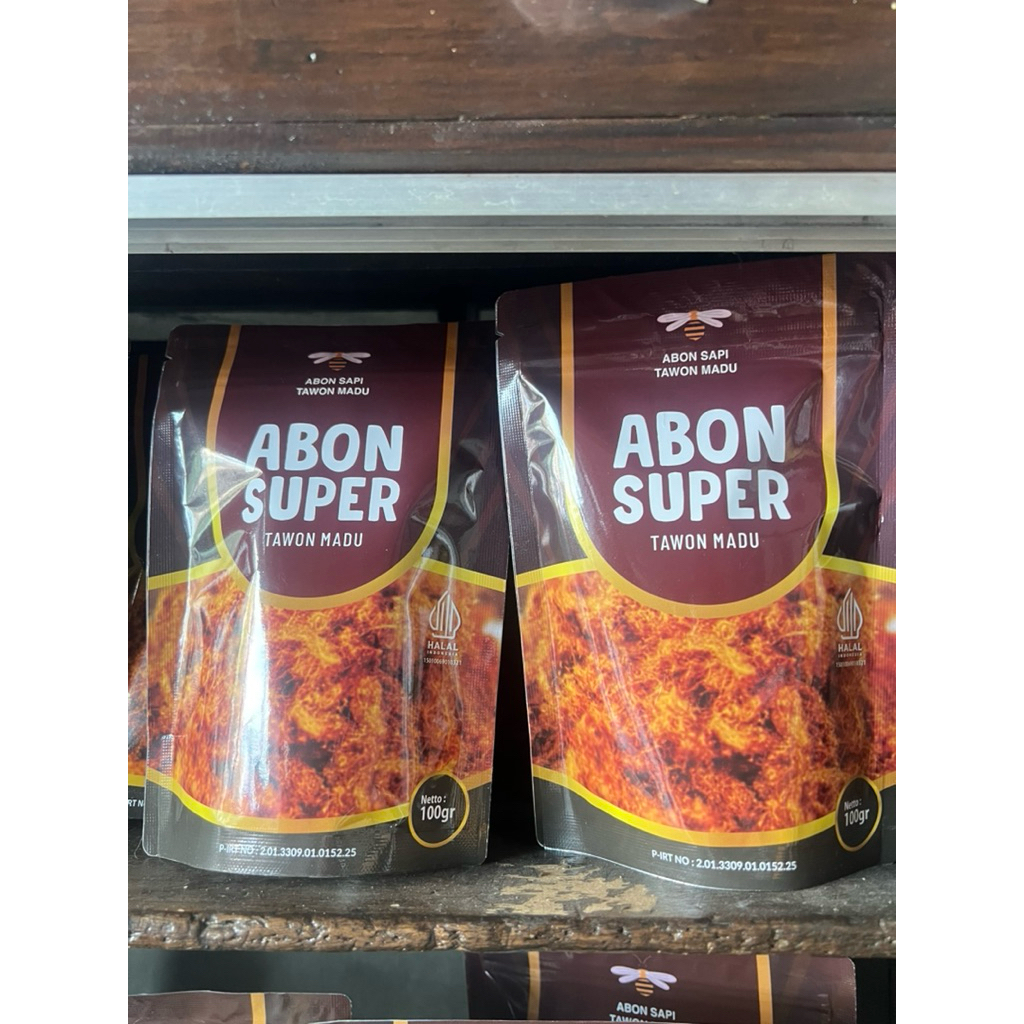 ABON SAPI
TAWON MADU
ABON
SUPER
TAWON MADU
HALAL
INDONESIA
Netto :
100gr
P-IRT NO : 2.01.3309.01.0152.25
ABON SAPI
TAWON MADU
ABON
SUPER
TAWON MADU
HALAL
INDONESIA
Netto :
100gr
P-IRT NO : 2.01.3309.01.0152.25
ABON SAPI